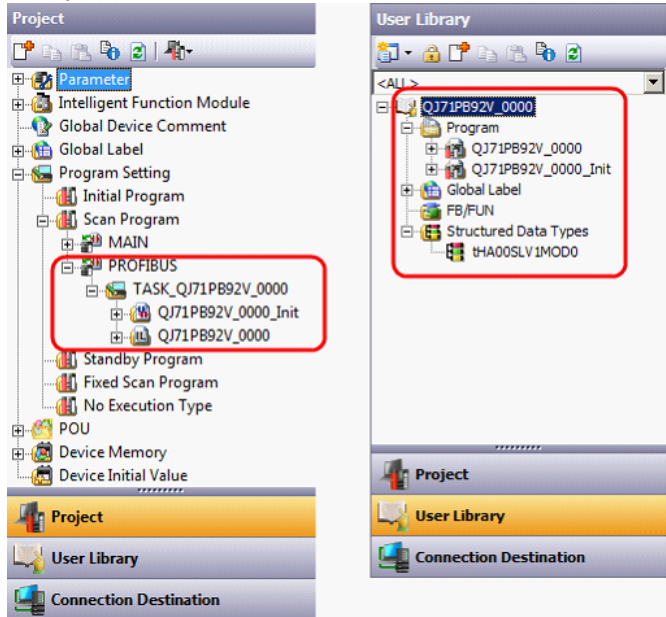 Project
Parameter
Intelligent Function Module
Global Device Comment
Global Label
Program Setting
Initial Program
Scan Program
MAIN
PROFIBUS
TASK_QJ71PB92V_0000
QJ71PB92V_0000_Init
QJ71PB92V_0000
Standby Program
Fixed Scan Program
No Execution Type
POU
Device Memory
Device Initial Value
Project
User Library
Connection Destination
User Library
<ALL>
QJ71PB92V_0000
Program
QJ71PB92V_0000
QJ71PB92V_0000_Init
Global Label
FB/FUN
Structured Data Types
tHA00SLV1MOD0
Project
User Library
Connection Destination